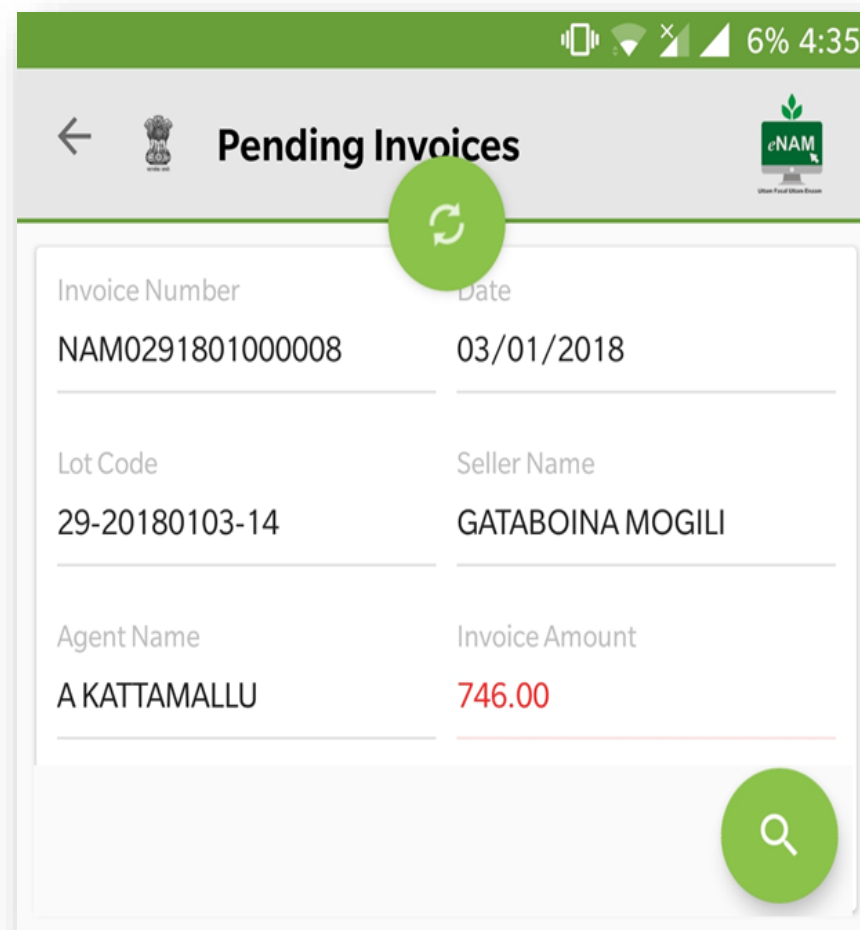 6% 4:35
Pending Invoices
eNAM
Invoice Number
Date
NAM0291801000008
03/01/2018
Lot Code
Seller Name
29-20180103-14
GATABOINA MOGILI
Agent Name
Invoice Amount
A KATTAMALLU
746.00